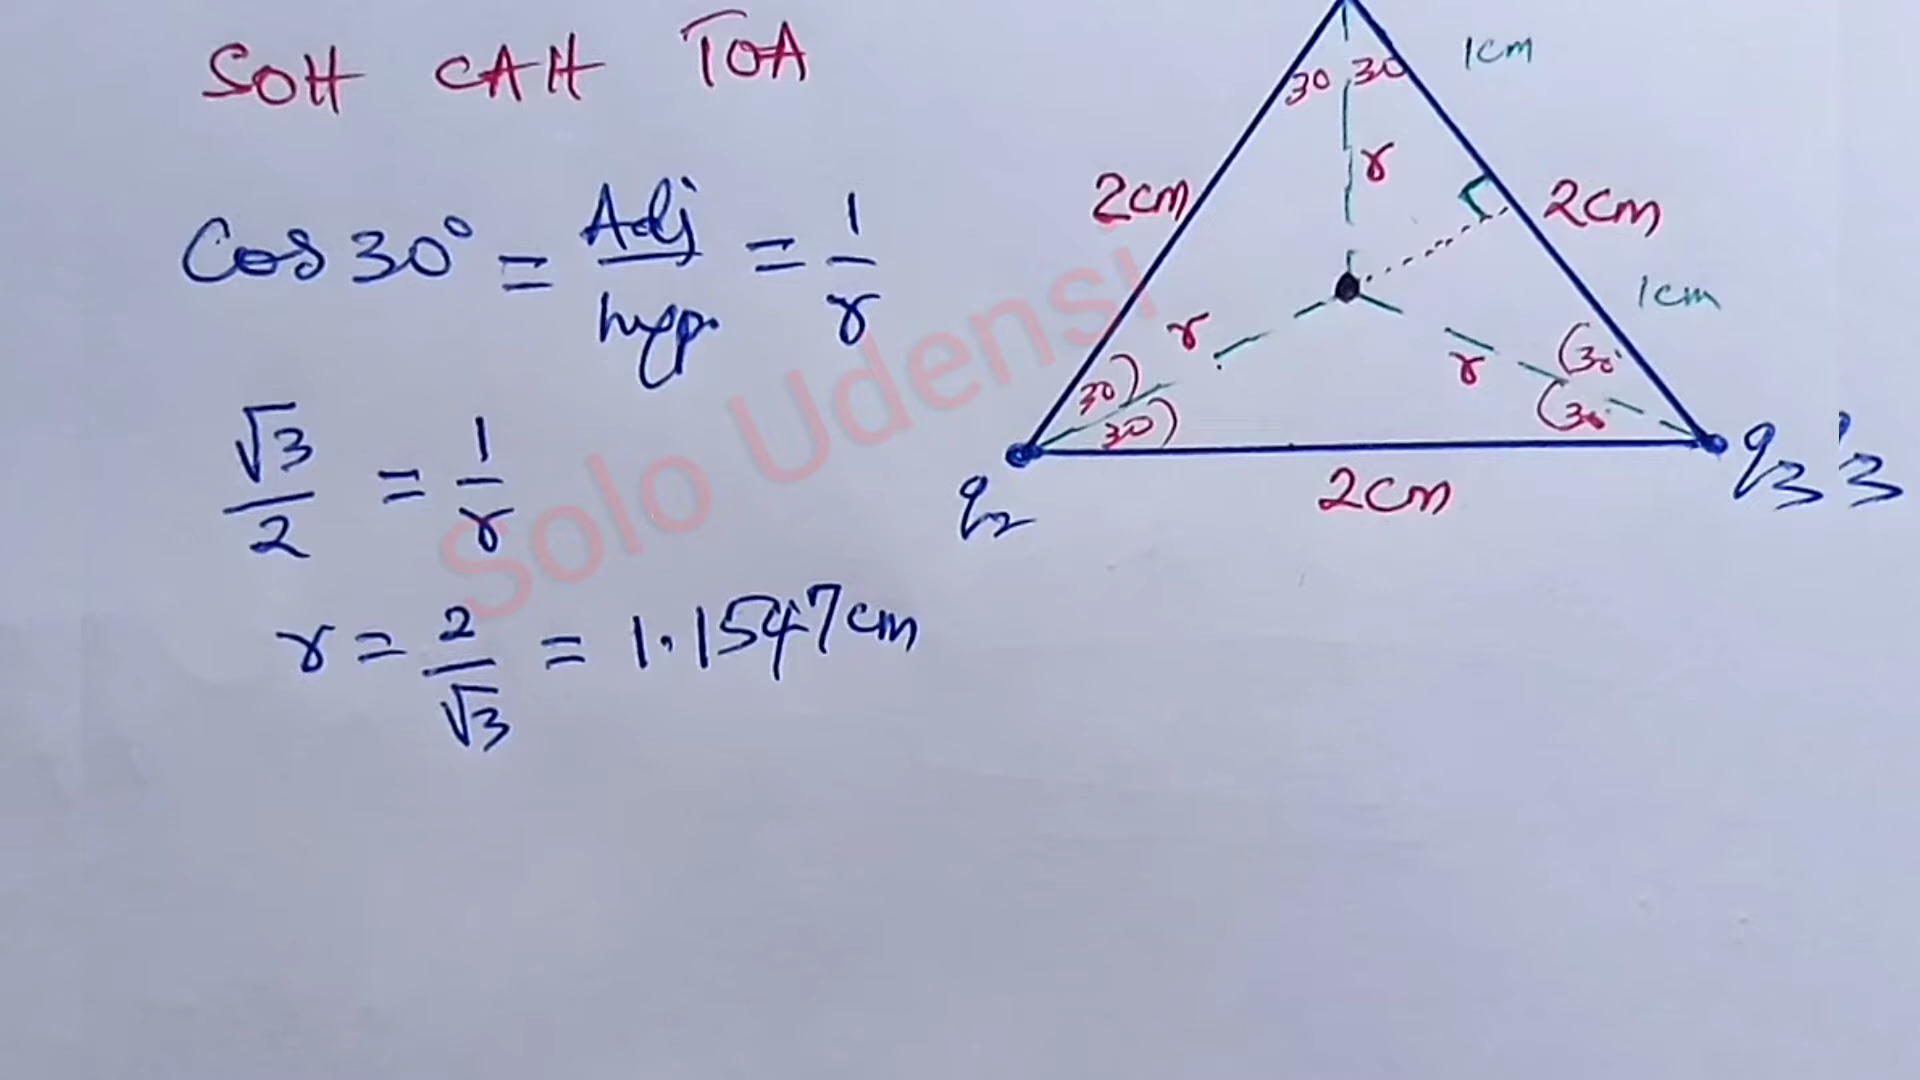 SOH CAH TOA
Cos 30° = Adj/hyp. = 1/r
√3/2 = 1/r
r = 2/√3 = 1.1547cm
1cm
30 30
r
2cm
2cm
1cm
r
r
30
30
30
30
q2
2cm
q3 3
Solo Udens!